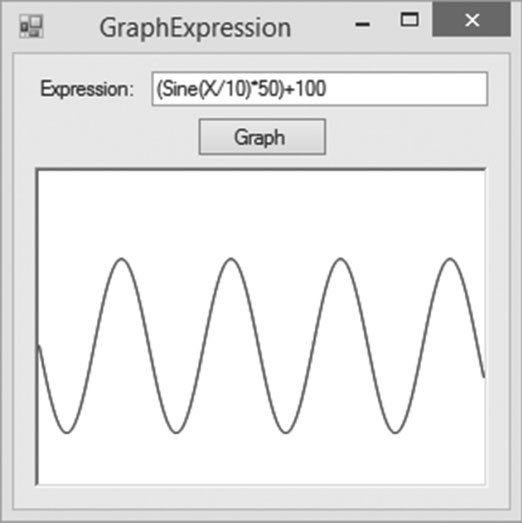 GraphExpression
Expression: (Sine(X/10)*50)+100
Graph